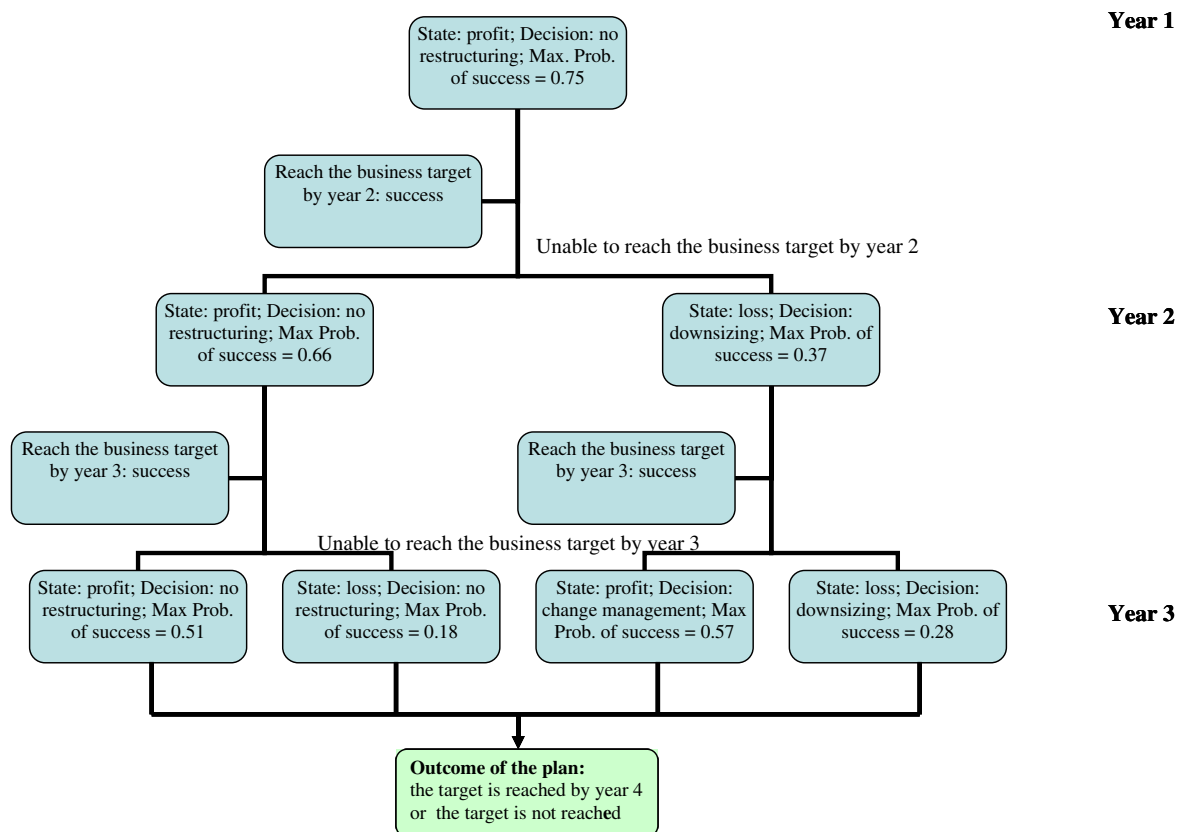 Year 1
State: profit; Decision: no
restructuring; Max. Prob.
of success = 0.75
Reach the business target
by year 2: success
Unable to reach the business target by year 2
State: profit; Decision: no
restructuring; Max Prob.
of success = 0.66
State: loss; Decision:
downsizing; Max Prob. of
success = 0.37
Year 2
Reach the business target
by year 3: success
Reach the business target
by year 3: success
Unable to reach the business target by year 3
State: profit; Decision: no
restructuring; Max Prob.
of success = 0.51
State: loss; Decision: no
restructuring; Max Prob.
of success = 0.18
State: profit; Decision:
change management; Max
Prob. of success = 0.57
State: loss; Decision:
downsizing; Max Prob. of
success = 0.28
Year 3
Outcome of the plan:
the target is reached by year 4
or the target is not reached